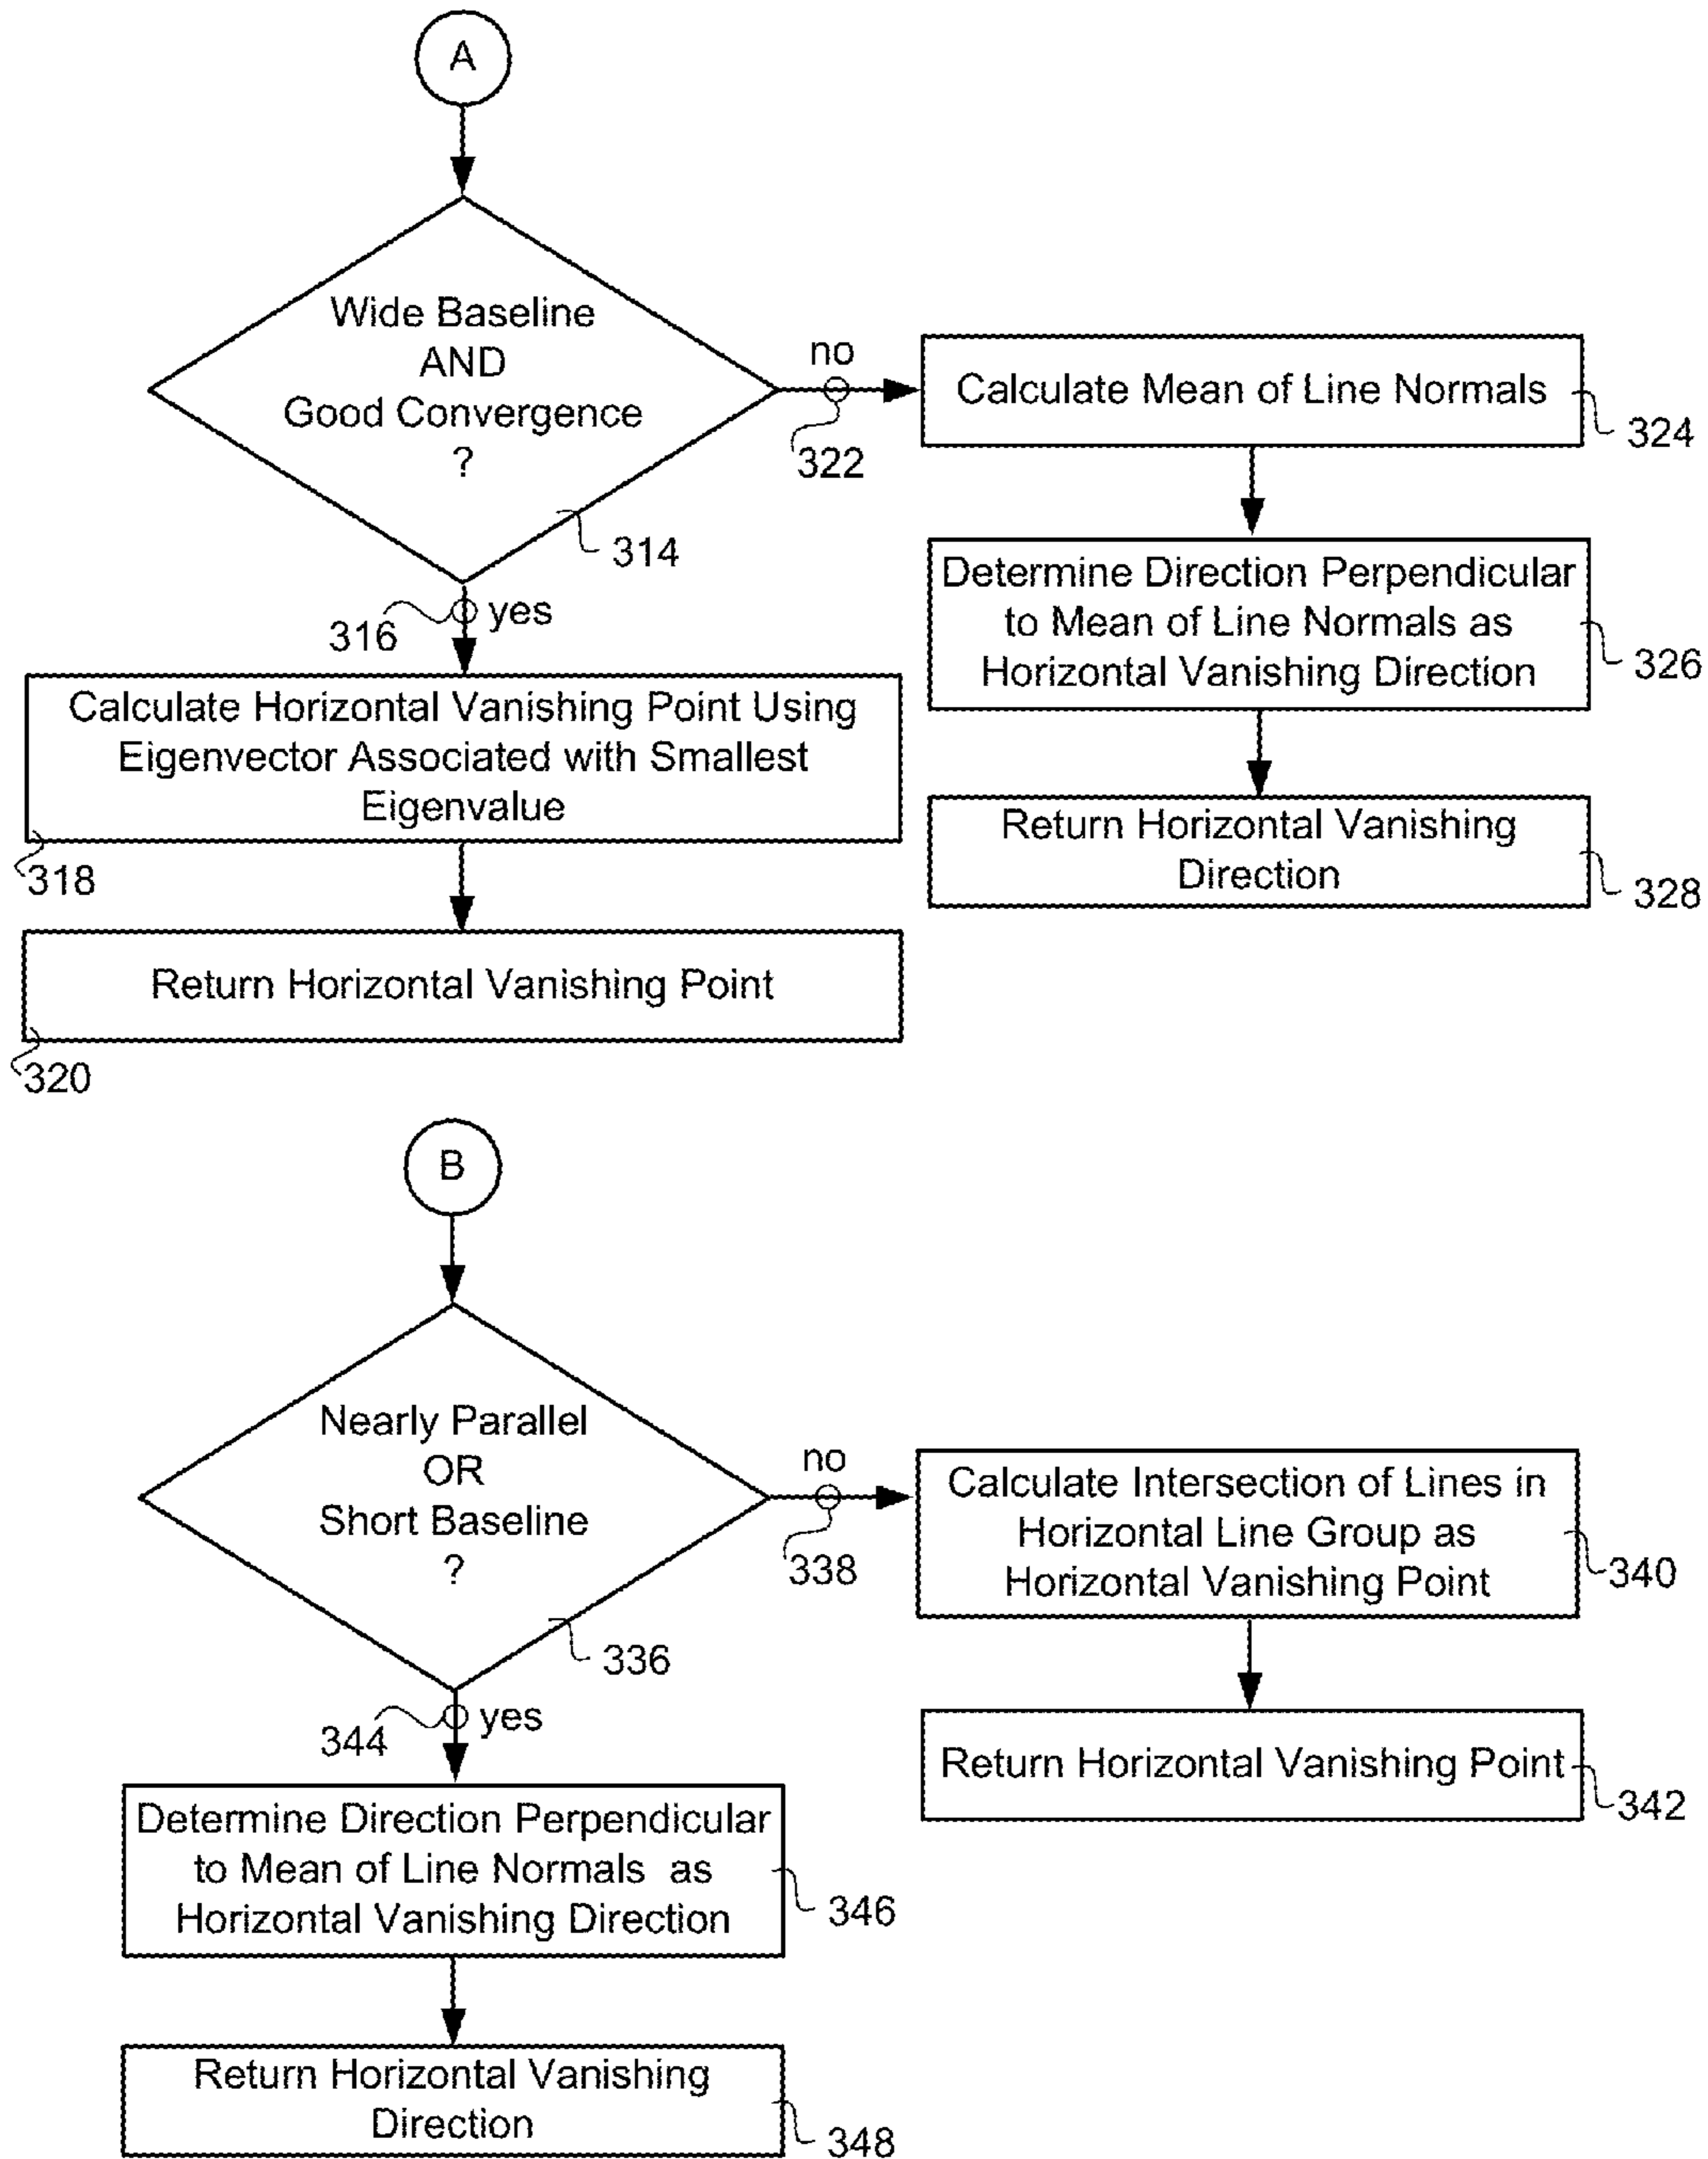 A
Wide Baseline
AND
Good Convergence
?
314
no
322
Calculate Mean of Line Normals
324
Determine Direction Perpendicular
to Mean of Line Normals as
Horizontal Vanishing Direction
326
Return Horizontal Vanishing
Direction
328
316
yes
Calculate Horizontal Vanishing Point Using
Eigenvector Associated with Smallest
Eigenvalue
318
Return Horizontal Vanishing Point
320
B
Nearly Parallel
OR
Short Baseline
?
336
no
338
Calculate Intersection of Lines in
Horizontal Line Group as
Horizontal Vanishing Point
340
Return Horizontal Vanishing Point
342
344
yes
Determine Direction Perpendicular
to Mean of Line Normals as
Horizontal Vanishing Direction
346
Return Horizontal Vanishing
Direction
348